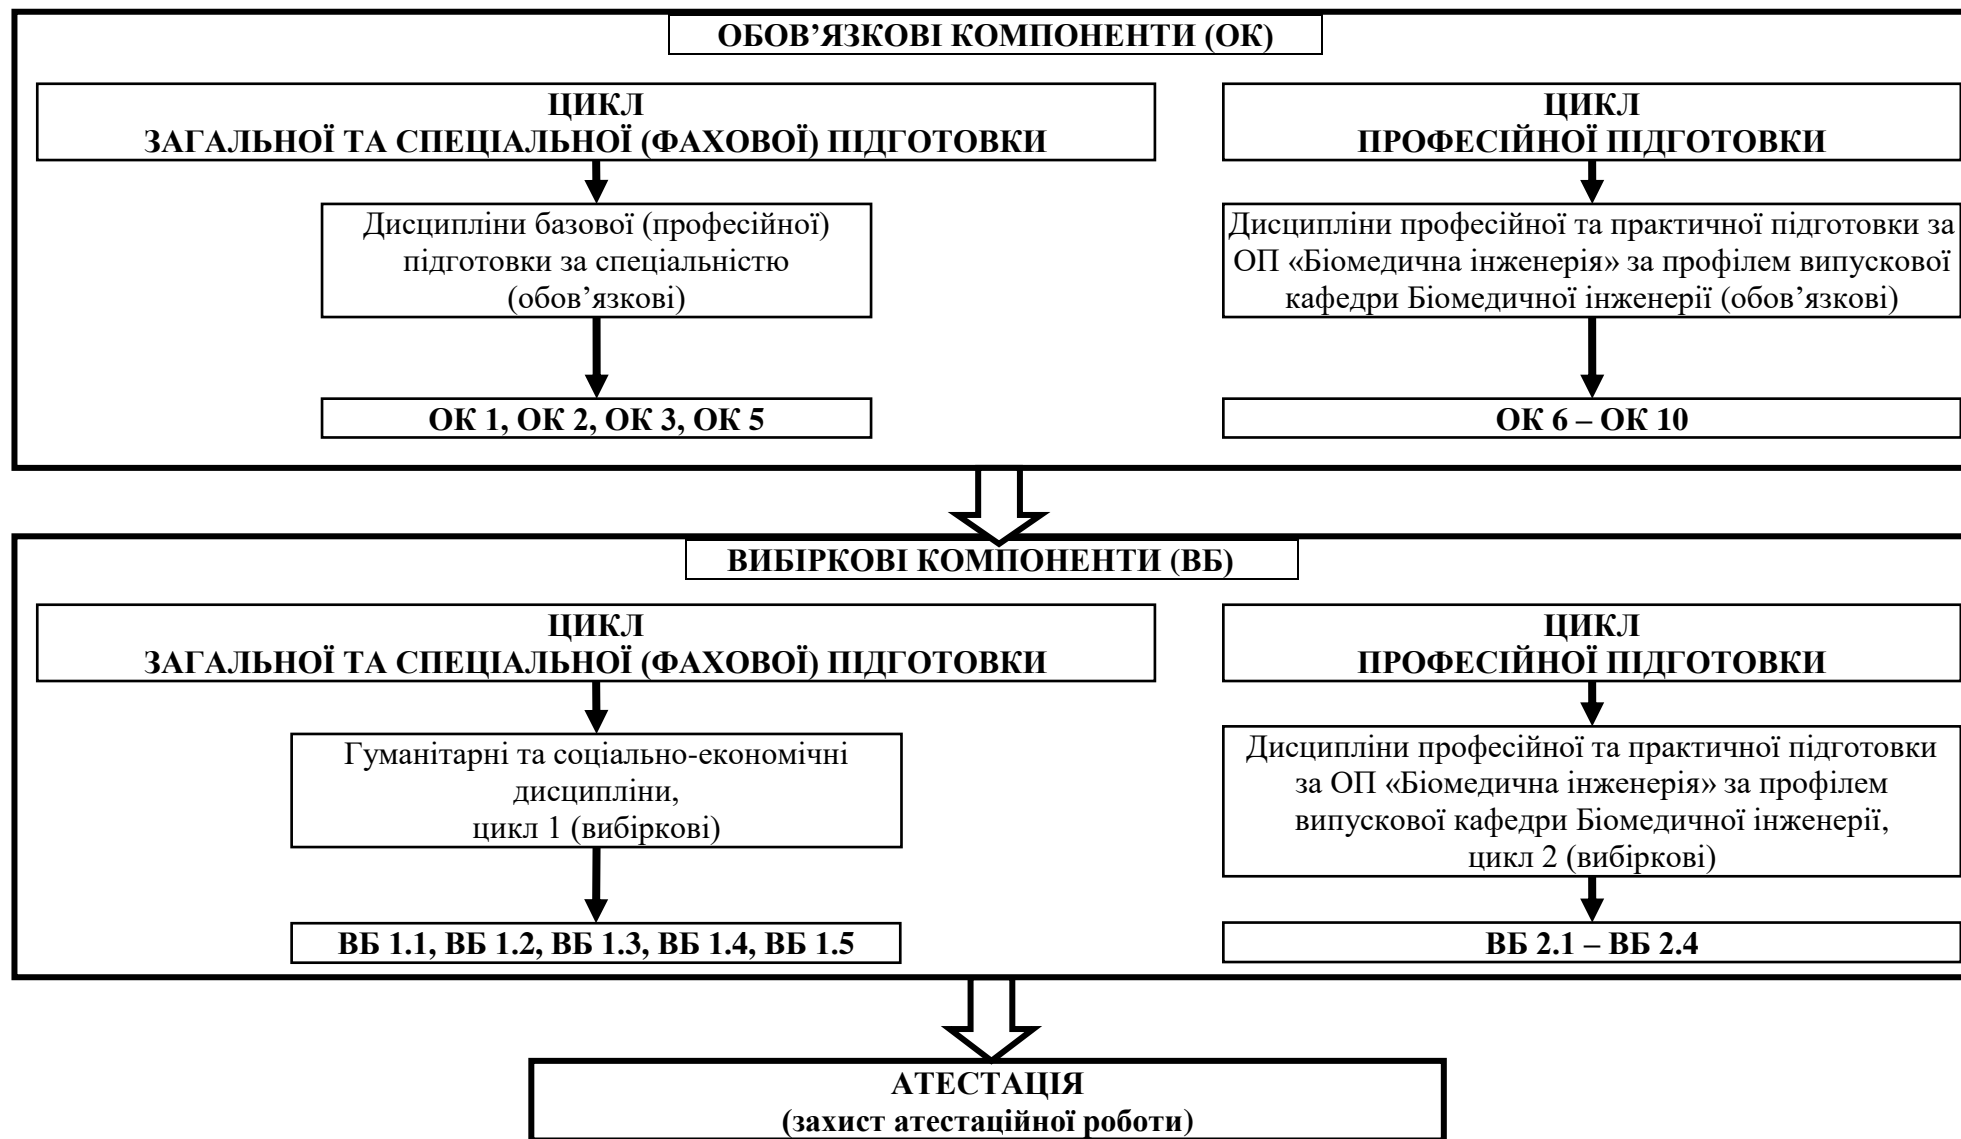 ОБОВ’ЯЗКОВІ КОМПОНЕНТИ (ОК)
ЦИКЛ
ЗАГАЛЬНОЇ ТА СПЕЦІАЛЬНОЇ (ФАХОВОЇ) ПІДГОТОВКИ
Дисципліни базової (професійної)
підготовки за спеціальністю
(обов’язкові)
ОК 1, ОК 2, ОК 3, ОК 5
ЦИКЛ
ПРОФЕСІЙНОЇ ПІДГОТОВКИ
Дисципліни професійної та практичної підготовки за
ОП «Біомедична інженерія» за профілем випускової
кафедри Біомедичної інженерії (обов’язкові)
ОК 6 – ОК 10
ВИБІРКОВІ КОМПОНЕНТИ (ВБ)
ЦИКЛ
ЗАГАЛЬНОЇ ТА СПЕЦІАЛЬНОЇ (ФАХОВОЇ) ПІДГОТОВКИ
Гуманітарні та соціально-економічні
дисципліни,
цикл 1 (вибіркові)
ВБ 1.1, ВБ 1.2, ВБ 1.3, ВБ 1.4, ВБ 1.5
ЦИКЛ
ПРОФЕСІЙНОЇ ПІДГОТОВКИ
Дисципліни професійної та практичної підготовки
за ОП «Біомедична інженерія» за профілем
випускової кафедри Біомедичної інженерії,
цикл 2 (вибіркові)
ВБ 2.1 – ВБ 2.4
АТЕСТАЦІЯ
(захист атестаційної роботи)